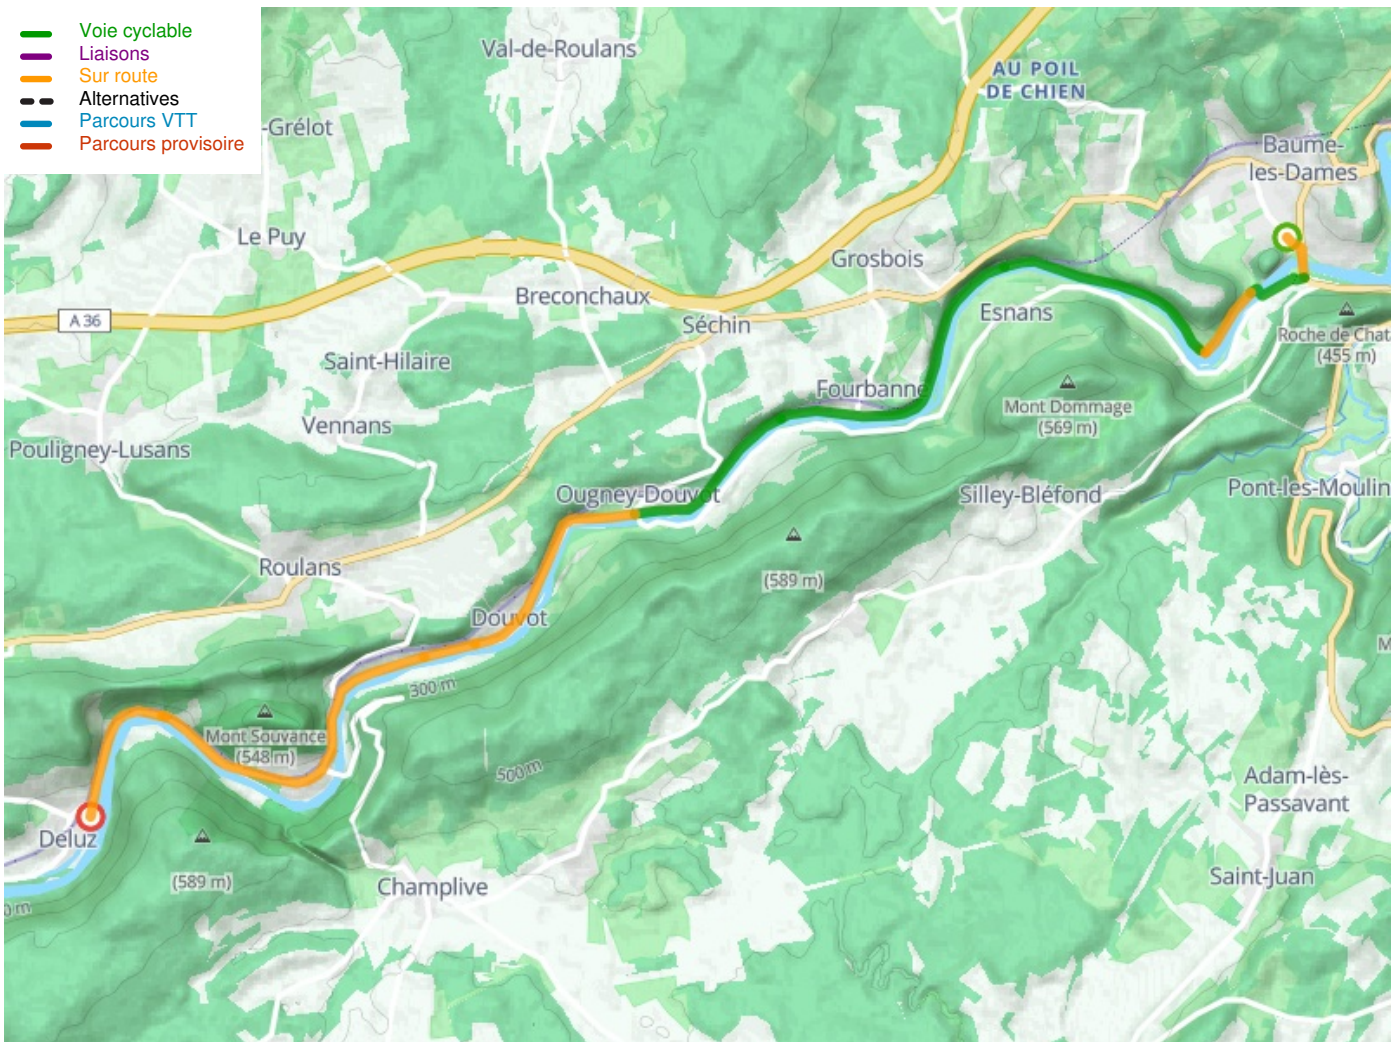 Voie cyclable
Liaisons
Sur route
Alternatives
Parcours VTT
Parcours provisoire
Val-de-Roulans
AU POIL
DE CHIEN
-Grélot
Baume-
les-Dames
Le Puy
Grosbois
Breconchaux
A 36
Séchin
Esnans
Roche de Chat
(455 m)
Saint-Hilaire
Fourbanne
Mont Dommage
(569 m)
Vennans
Pouligney-Lusans
Ougney-Douvot
Silley-Bléfond
Pont-les-Moulin
Roulans
(589 m)
Douvot
M
300 m
Mont Souvance
(548 m)
500 m
Adam-lès-
Passavant
Deluz
(589 m)
Champlive
Saint-Juan
0 m